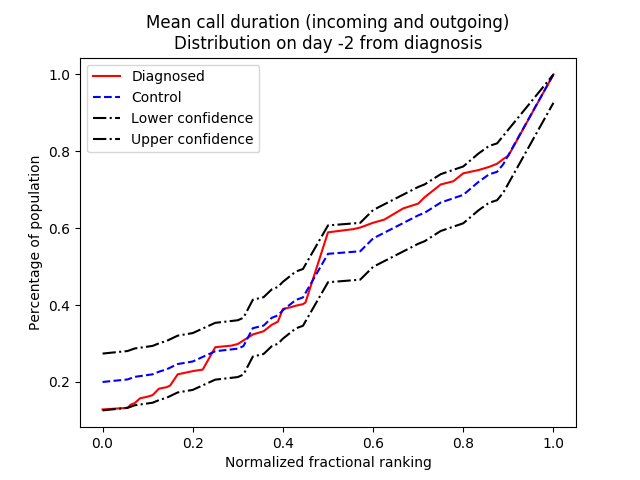 Mean call duration (incoming and outgoing)
Distribution on day -2 from diagnosis
Diagnosed
Control
Lower confidence
Upper confidence
1.0
0.8
0.6
0.4
0.2
Percentage of population
0.0 0.2 0.4 0.6 0.8 1.0
Normalized fractional ranking